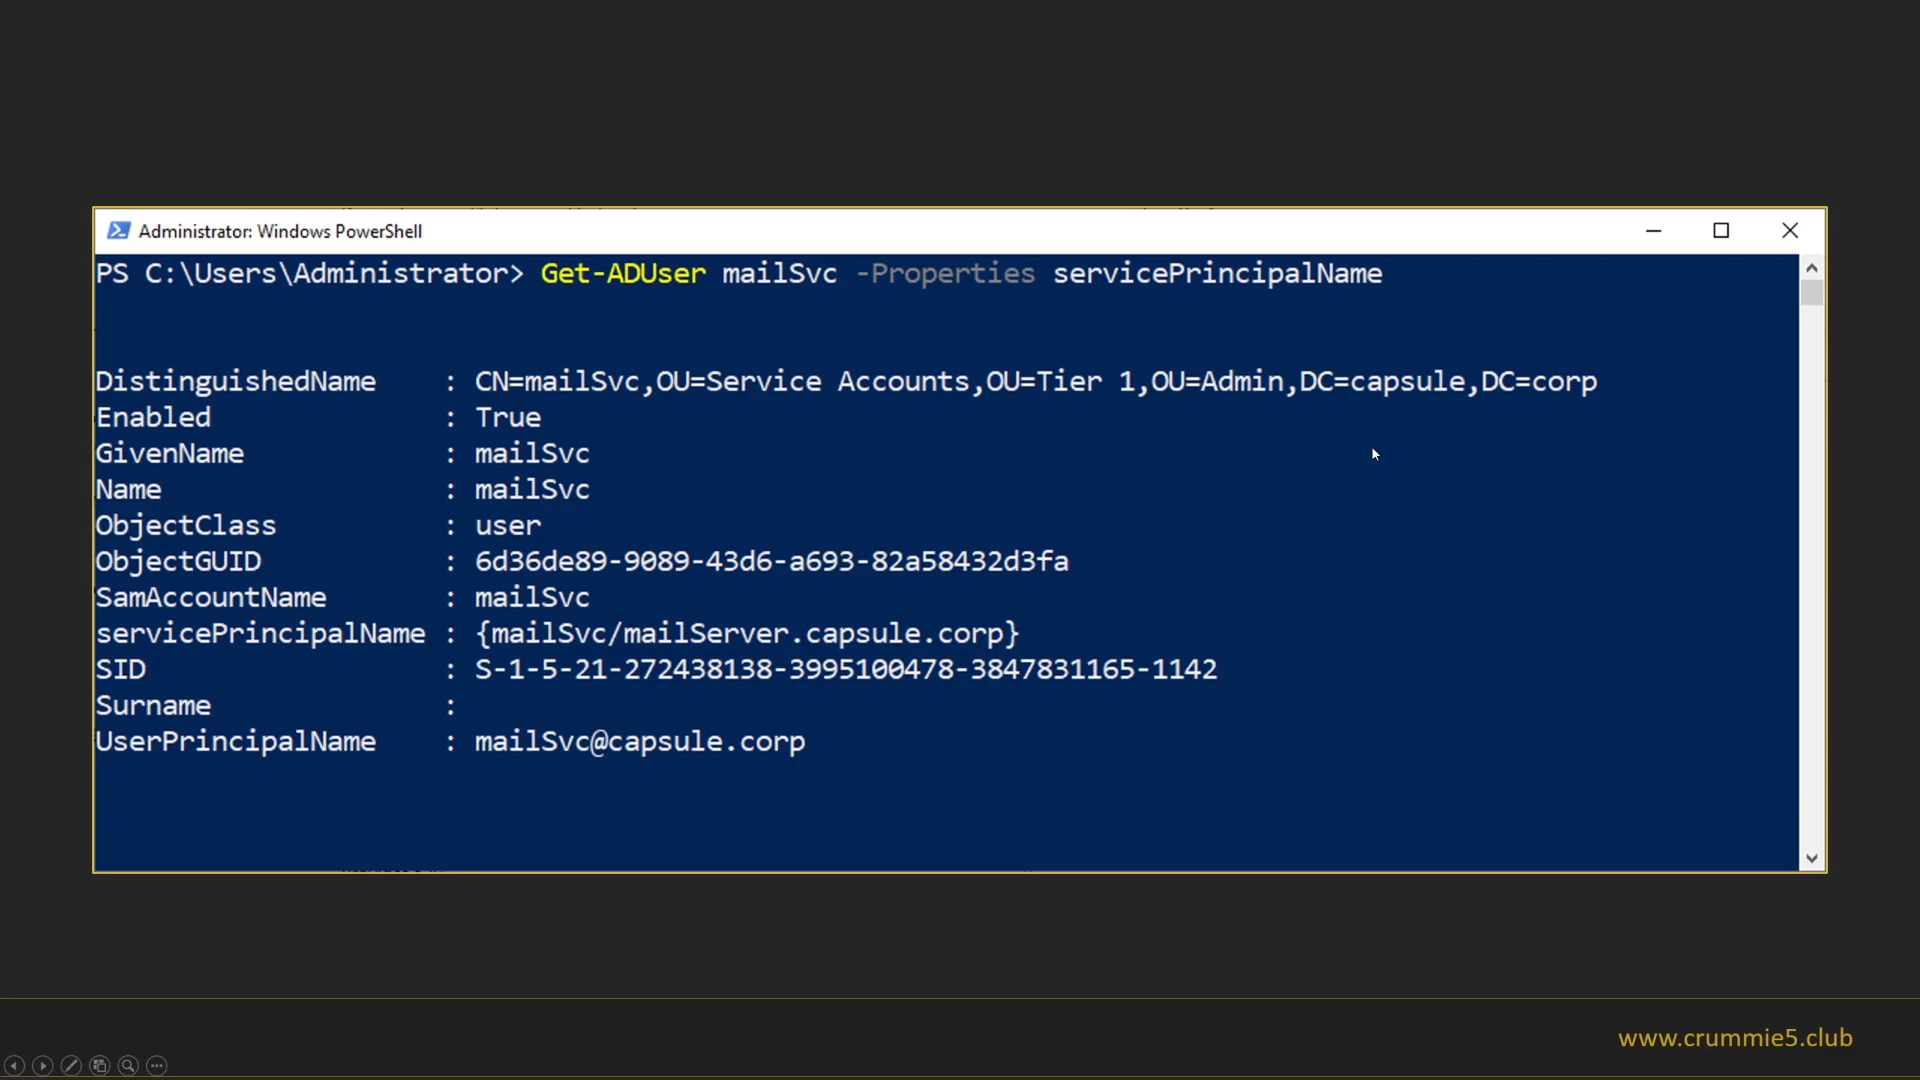 Administrator: Windows PowerShell
PS C:\Users\Administrator> Get-ADUser mailSvc -Properties servicePrincipalName
DistinguishedName : CN=mailSvc,OU=Service Accounts,OU=Tier 1,OU=Admin,DC=capsule,DC=corp
Enabled : True
GivenName : mailSvc
Name : mailSvc
ObjectClass : user
ObjectGUID : 6d36de89-9089-43d6-a693-82a58432d3fa
SamAccountName : mailSvc
servicePrincipalName : {mailSvc/mailServer.capsule.corp}
SID : S-1-5-21-272438138-3995100478-3847831165-1142
Surname :
UserPrincipalName : mailSvc@capsule.corp
www.crummie5.club